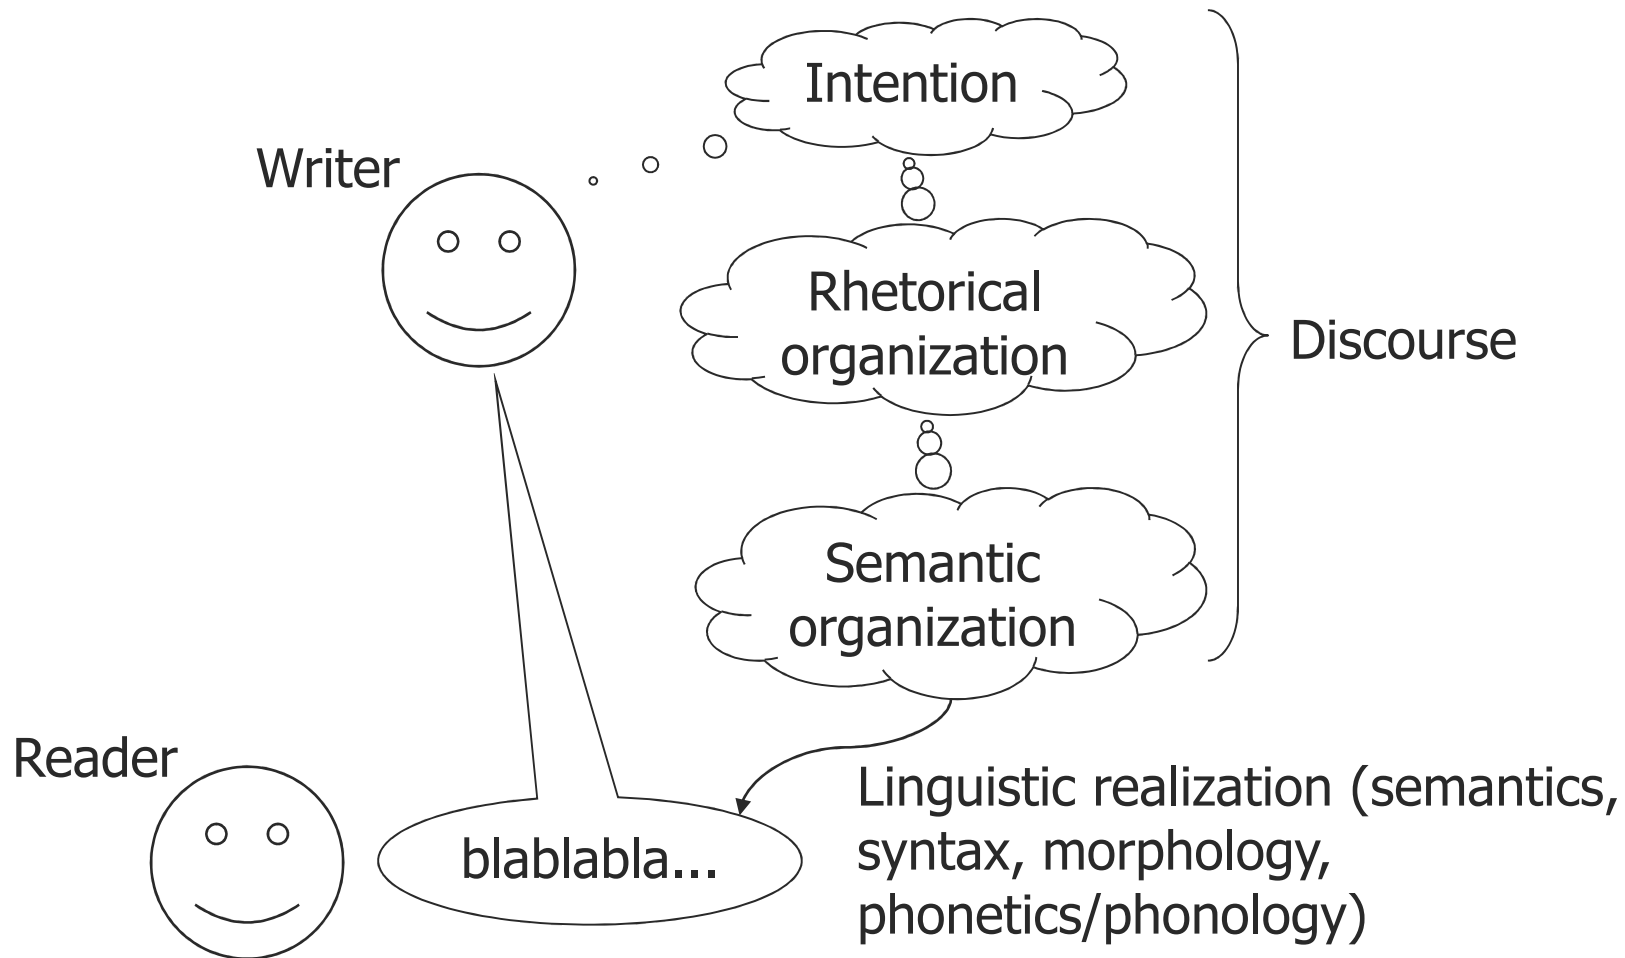 Intention
Writer
Rhetorical
organization
Discourse
Semantic
organization
Reader
Linguistic realization (semantics,
syntax, morphology,
phonetics/phonology)
blablabla...